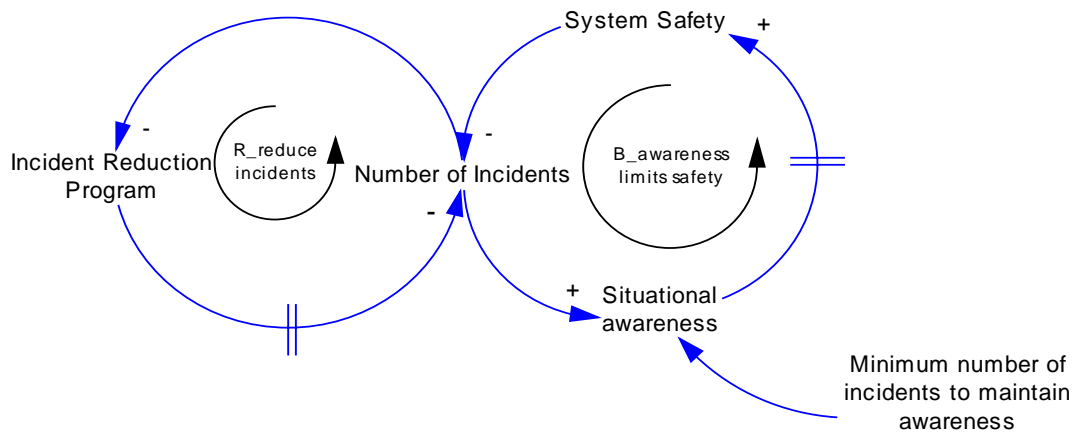 System Safety
+
-
-
R_reduce
incidents
B_awareness
limits safety
Incident Reduction
Program
Number of Incidents
-
+
Situational
awareness
Minimum number of
incidents to maintain
awareness